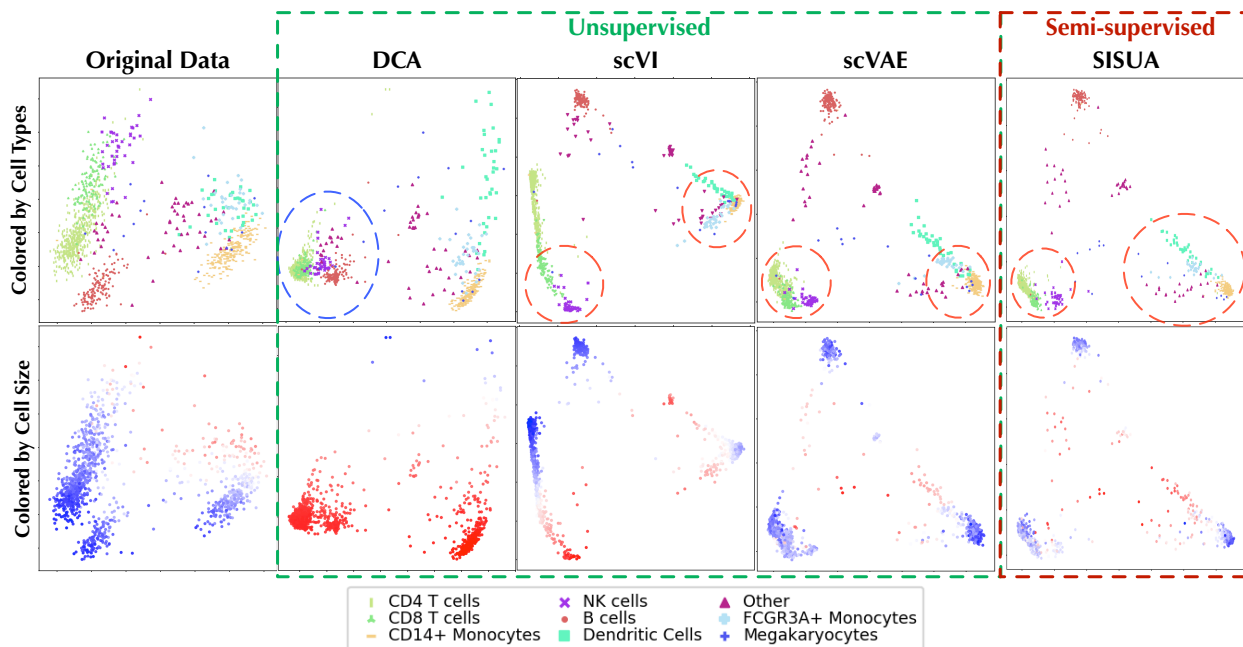 Unsupervised
Semi-supervised
Original Data
DCA
scVI
scVAE
SISUA
Colored by Cell Types
Colored by Cell Size
CD4 T cells
CD8 T cells
CD14+ Monocytes
NK cells
B cells
Dendritic Cells
Other
FCGR3A+ Monocytes
Megakaryocytes